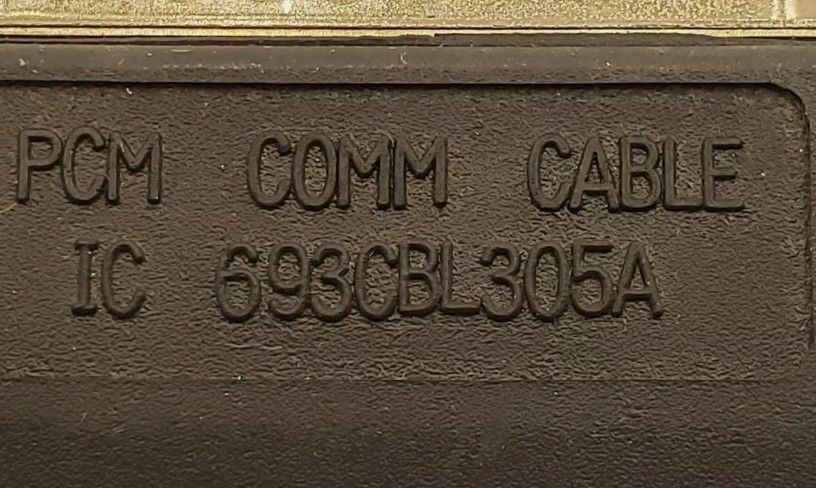 PCM COMM CABLE
IC 693CBL305A